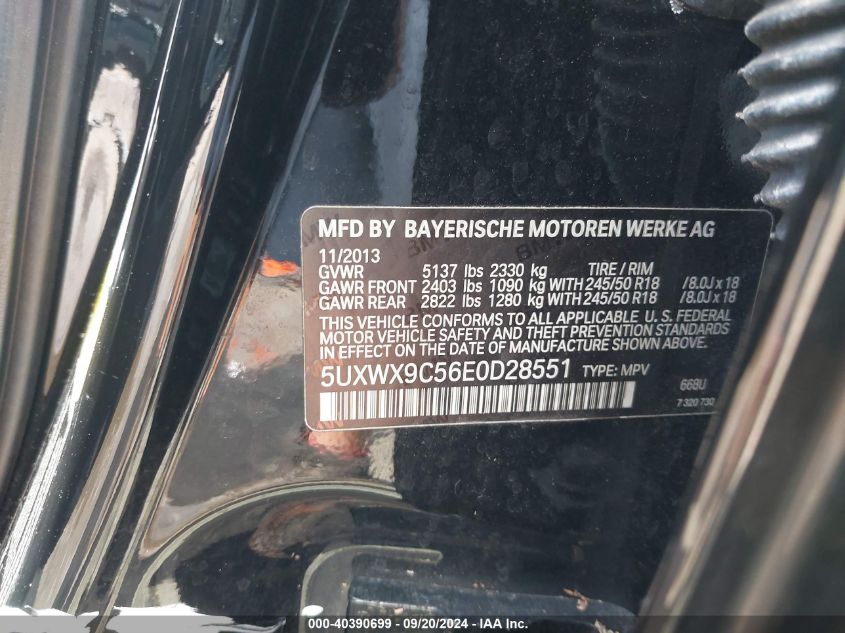 MFD BY BAYERISCHE MOTOREN WERKE AG
11/2013
GVWR 5137 lbs 2330 kg TIRE / RIM
GAWR FRONT 2403 lbs 1090 kg WITH 245/50 R18 /8.0J x 18
GAWR REAR 2822 lbs 1280 kg WITH 245/50 R18 /8.0J x 18
THIS VEHICLE CONFORMS TO ALL APPLICABLE U. S. FEDERAL
MOTOR VEHICLE SAFETY AND THEFT PREVENTION STANDARDS
IN EFFECT ON THE DATE OF MANUFACTURE SHOWN ABOVE.
5UXWX9C56E0D28551 TYPE: MPV 668U
7 320 730
000-40390699 - 09/20/2024 - IAA Inc.